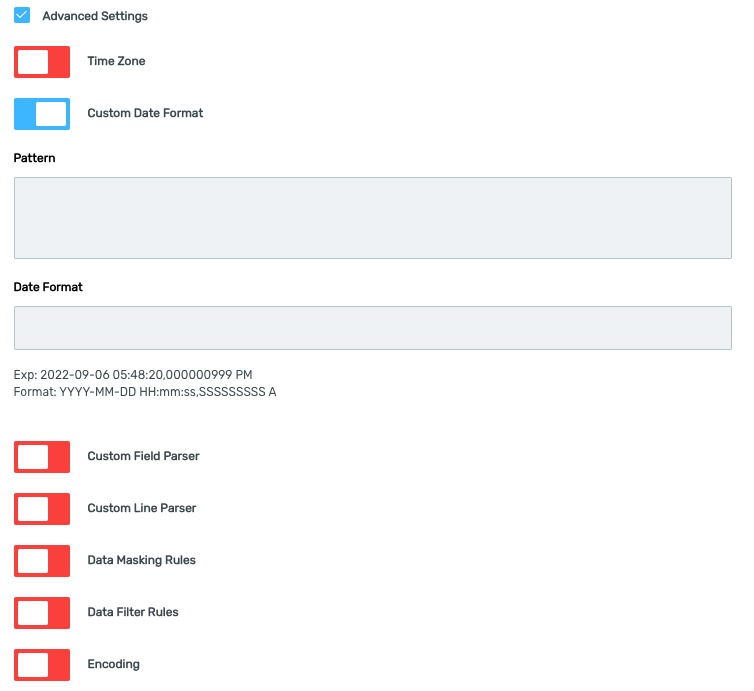 Advanced Settings
Time Zone
Custom Date Format
Pattern
Date Format
Exp: 2022-09-06 05:48:20,000000999 PM
Format: YYYY-MM-DD HH:mm:ss,SSSSSSSSS A
Custom Field Parser
Custom Line Parser
Data Masking Rules
Data Filter Rules
Encoding